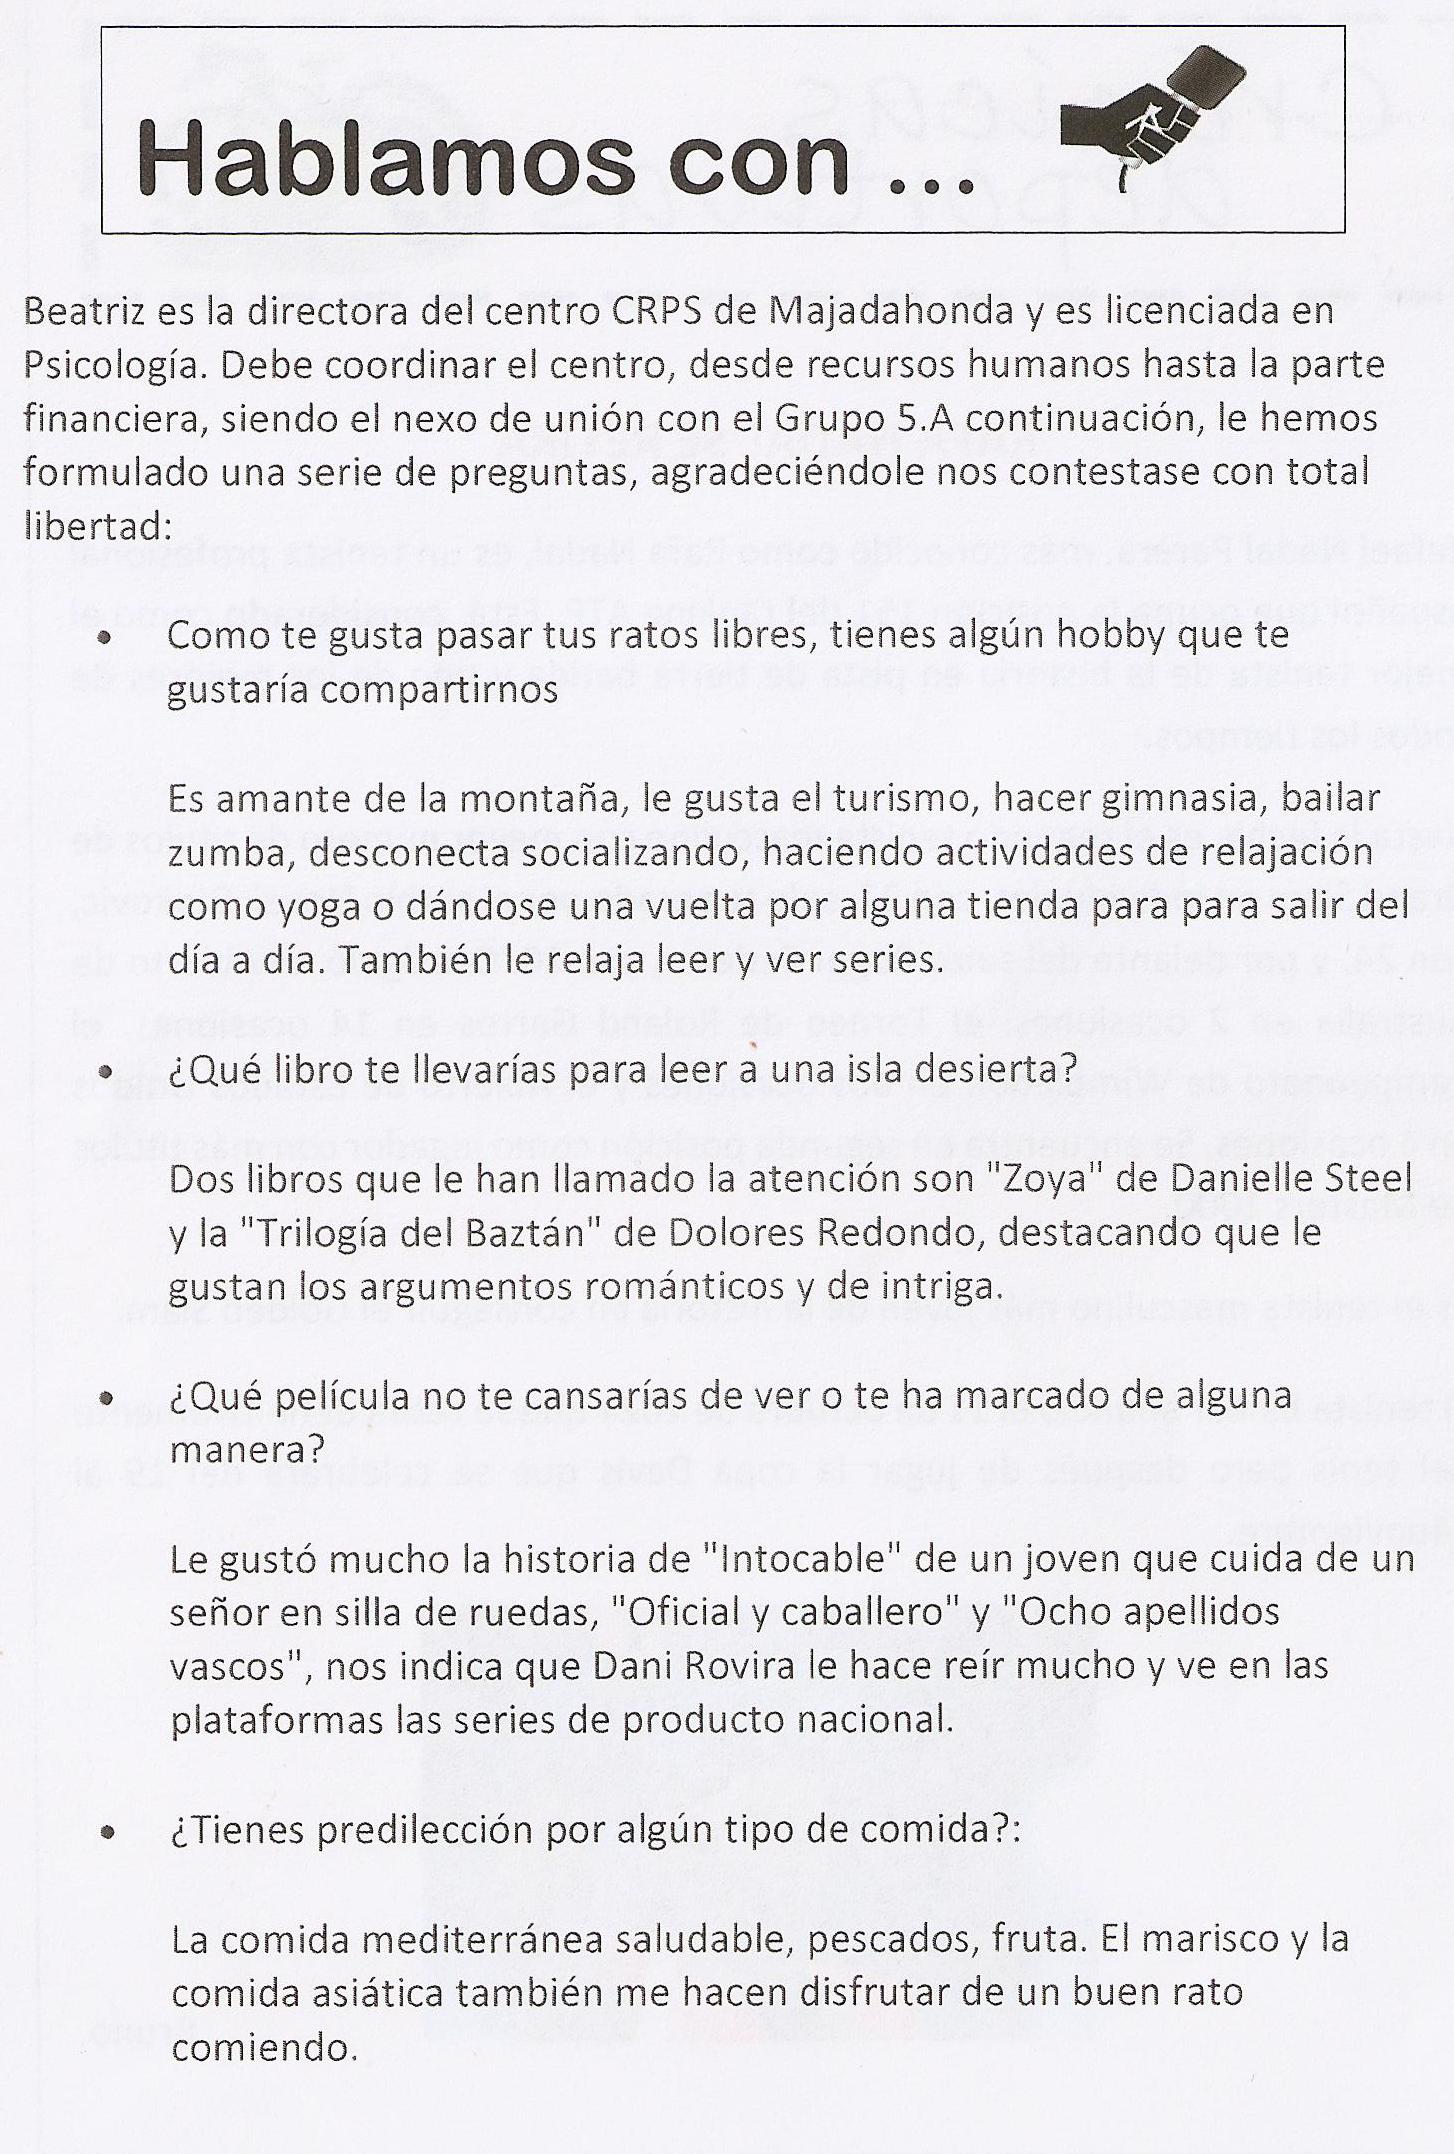 Hablamos con ...
Beatriz es la directora del centro CRPS de Majadahonda y es licenciada en
Psicología. Debe coordinar el centro, desde recursos humanos hasta la parte
financiera, siendo el nexo de unión con el Grupo 5.A continuación, le hemos
formulado una serie de preguntas, agradeciéndole nos contestase con total
libertad:
• Como te gusta pasar tus ratos libres, tienes algún hobby que te
gustaría compartirnos
Es amante de la montaña, le gusta el turismo, hacer gimnasia, bailar
zumba, desconecta socializando, haciendo actividades de relajación
como yoga o dándose una vuelta por alguna tienda para para salir del
día a día. También le relaja leer y ver series.
• ¿Qué libro te llevarías para leer a una isla desierta?
Dos libros que le han llamado la atención son "Zoya" de Danielle Steel
y la "Trilogía del Baztán" de Dolores Redondo, destacando que le
gustan los argumentos románticos y de intriga.
• ¿Qué película no te cansarías de ver o te ha marcado de alguna
manera?
Le gustó mucho la historia de "Intocable" de un joven que cuida de un
señor en silla de ruedas, "Oficial y caballero" y "Ocho apellidos
vascos", nos indica que Dani Rovira le hace reír mucho y ve en las
plataformas las series de producto nacional.
• ¿Tienes predilección por algún tipo de comida?:
La comida mediterránea saludable, pescados, fruta. El marisco y la
comida asiática también me hacen disfrutar de un buen rato
comiendo.